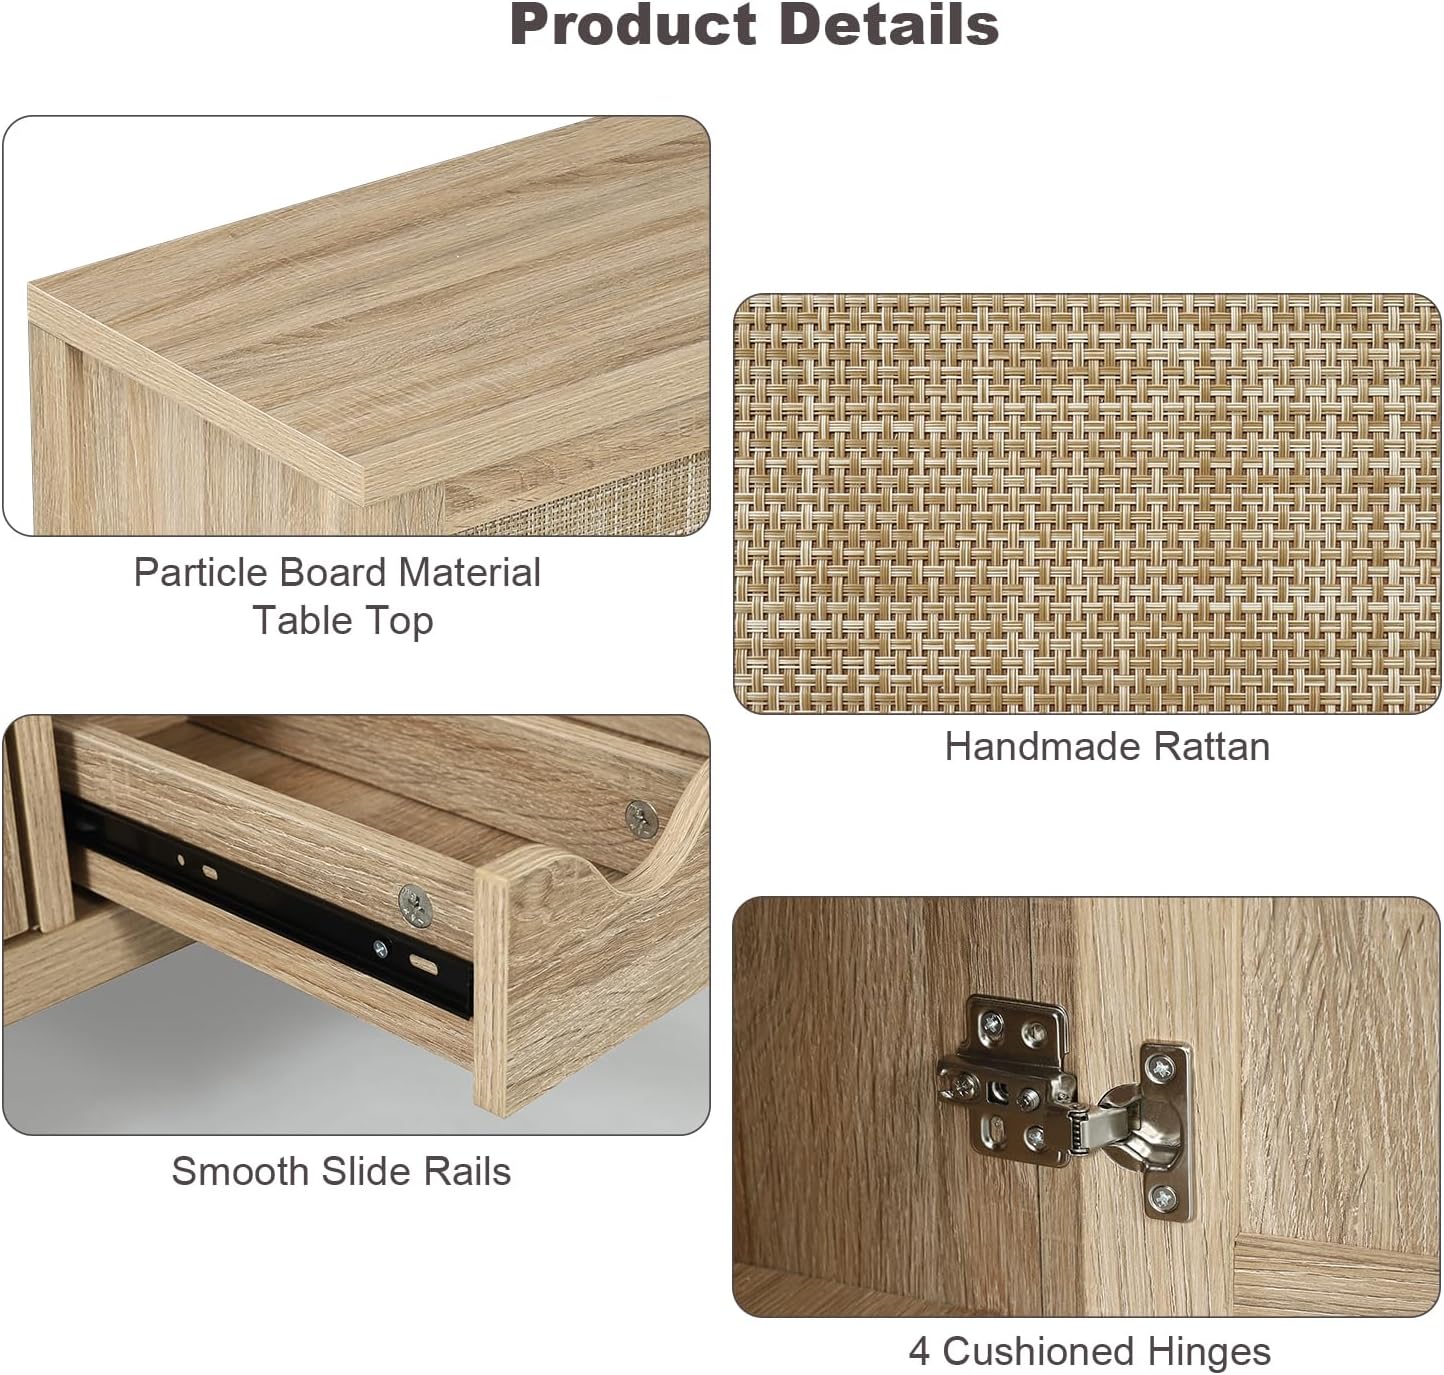 Product Details
Particle Board Material
Table Top
Handmade Rattan
Smooth Slide Rails
4 Cushioned Hinges